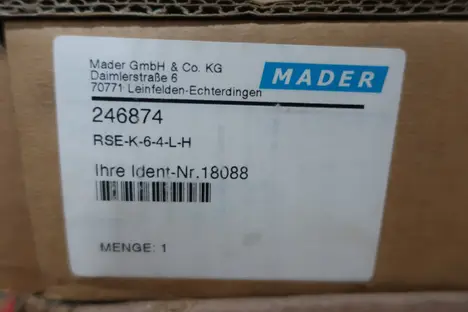 Mader GmbH & Co. KG
Daimlerstraße 6
70771 Leinfelden-Echterdingen
MADER
246874
RSE-K-6-4-L-H
Ihre Ident-Nr.18088
MENGE: 1